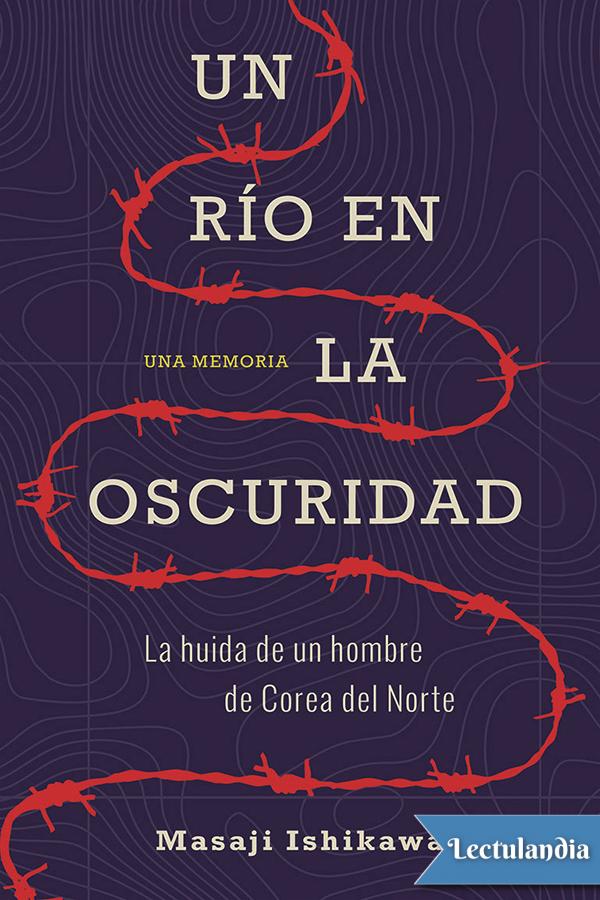 UN
RÍO EN
UNA MEMORIA LA
OSCURIDAD
La huida de un hombre
de Corea del Norte
Masaji Ishikawa
Lectulandia